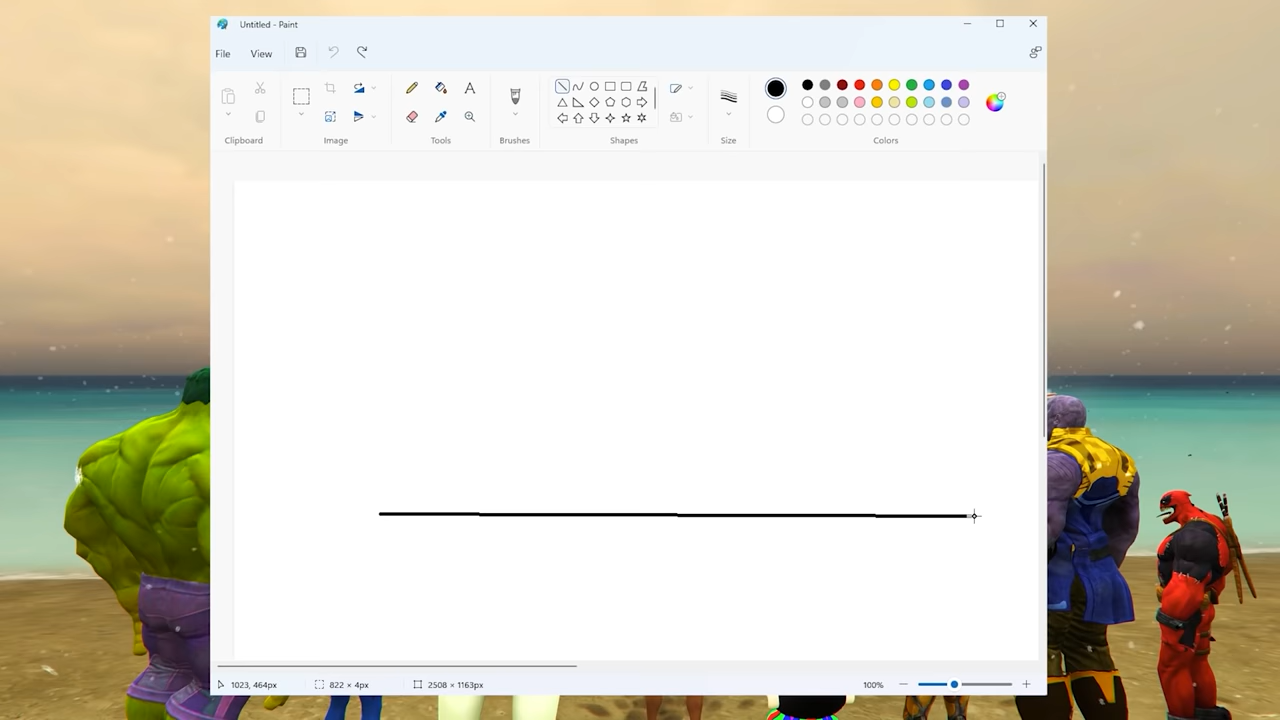 Untitled - Paint
File View
Clipboard Image Tools Brushes Shapes Size Colors
1023, 464px 822 × 4px 2508 × 1163px 100%